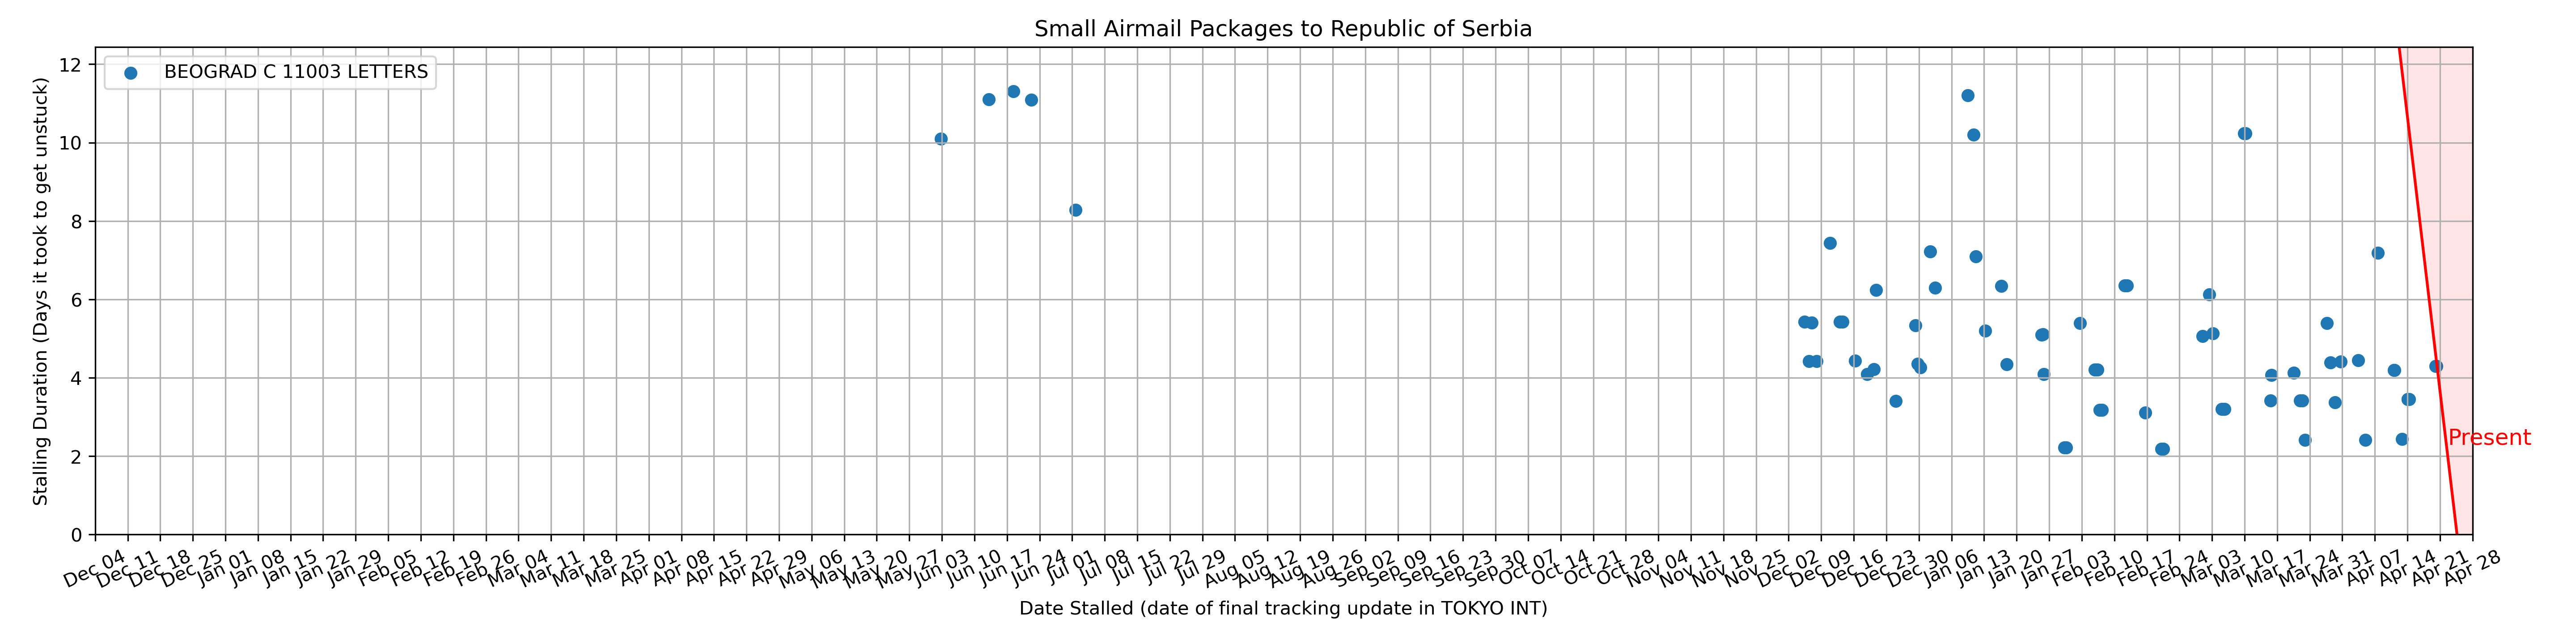 Small Airmail Packages to Republic of Serbia
BEOGRAD C 11003 LETTERS
Stalling Duration (Days it took to get unstuck)
12
10
8
6
4
2
0
Present
Dec 04
Dec 11
Dec 18
Dec 25
Jan 01
Jan 08
Jan 15
Jan 22
Jan 29
Feb 05
Feb 12
Feb 19
Feb 26
Mar 04
Mar 11
Mar 18
Mar 25
Apr 01
Apr 08
Apr 15
Apr 22
Apr 29
May 06
May 13
May 20
May 27
Jun 03
Jun 10
Jun 17
Jun 24
Jul 01
Jul 08
Jul 15
Jul 22
Jul 29
Aug 05
Aug 12
Aug 19
Aug 26
Sep 02
Sep 09
Sep 16
Sep 23
Sep 30
Oct 07
Oct 14
Oct 21
Oct 28
Nov 04
Nov 11
Nov 18
Nov 25
Dec 02
Dec 09
Dec 16
Dec 23
Dec 30
Jan 06
Jan 13
Jan 20
Jan 27
Feb 03
Feb 10
Feb 17
Feb 24
Mar 03
Mar 10
Mar 17
Mar 24
Mar 31
Apr 07
Apr 14
Apr 21
Apr 28
Date Stalled (date of final tracking update in TOKYO INT)